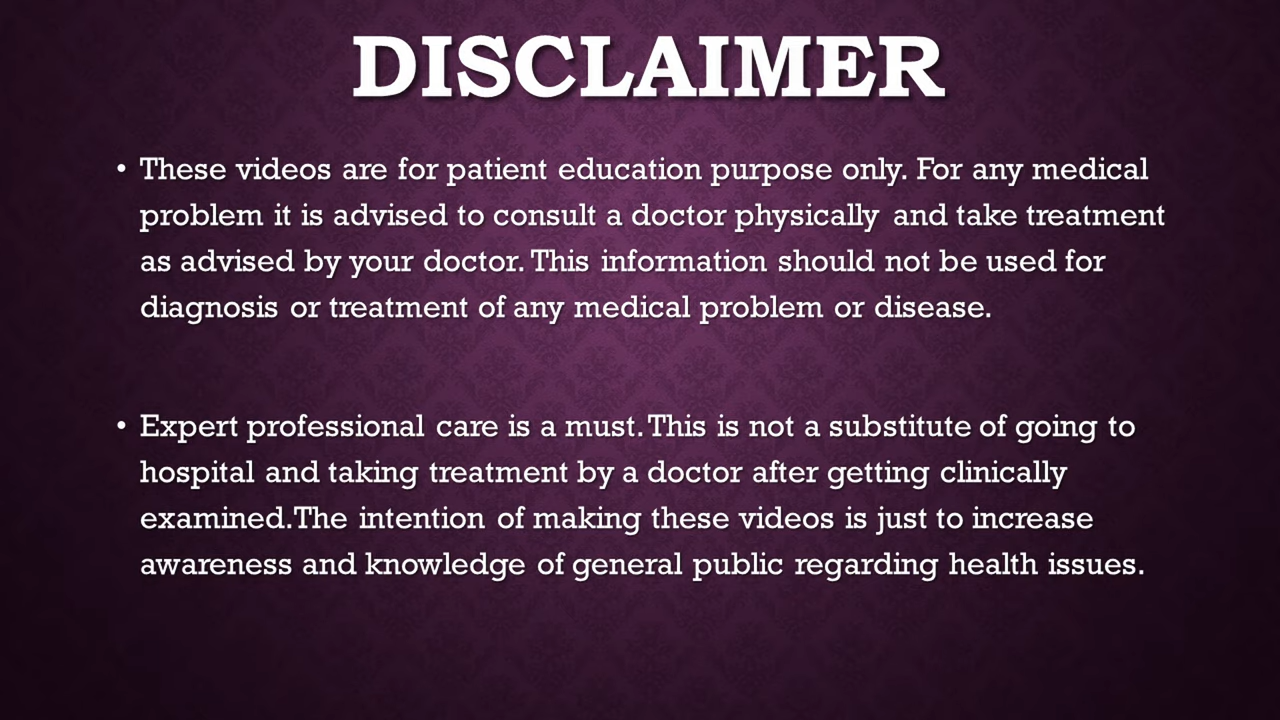 DISCLAIMER
• These videos are for patient education purpose only. For any medical
problem it is advised to consult a doctor physically and take treatment
as advised by your doctor. This information should not be used for
diagnosis or treatment of any medical problem or disease.
• Expert professional care is a must. This is not a substitute of going to
hospital and taking treatment by a doctor after getting clinically
examined.The intention of making these videos is just to increase
awareness and knowledge of general public regarding health issues.